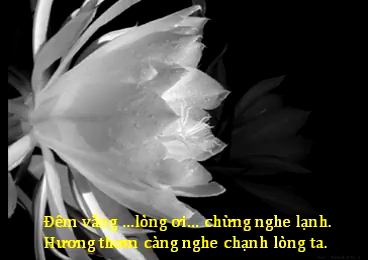 Đêm vắng ...lòng ơi... chừng nghe lạnh.
Hương thơm càng nghe chạnh lòng ta.